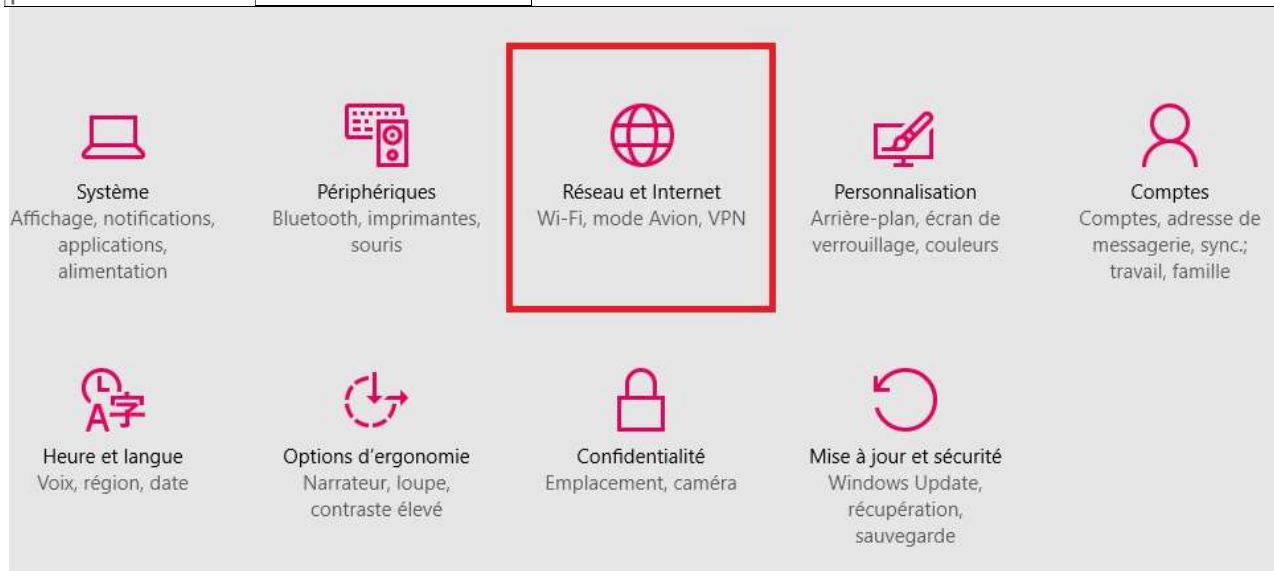 Système
Affichage, notifications,
applications,
alimentation
Périphériques
Bluetooth, imprimantes,
souris
Réseau et Internet
Wi-Fi, mode Avion, VPN
Personnalisation
Arrière-plan, écran de
verrouillage, couleurs
Comptes
Comptes, adresse de
messagerie, sync.;
travail, famille
Heure et langue
Voix, région, date
Options d'ergonomie
Narrateur, loupe,
contraste élevé
Confidentialité
Emplacement, caméra
Mise à jour et sécurité
Windows Update,
récupération,
sauvegarde